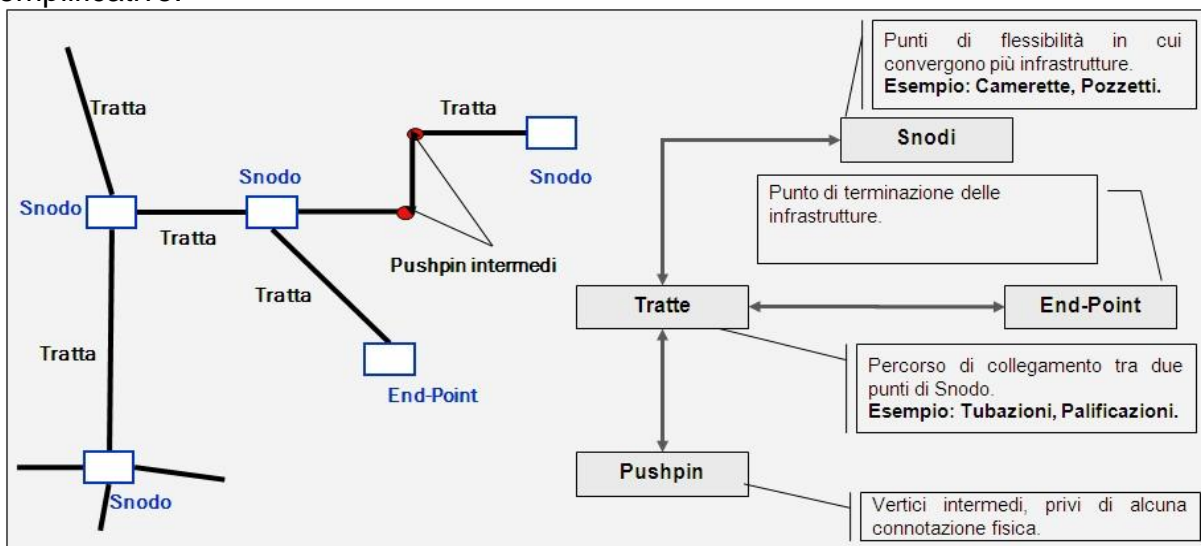 Tratta
Tratta
Snodo
Snodo
Snodo
Tratta
Pushpin intermedi
Tratta
Tratta
End-Point
Snodo
Punti di flessibilità in cui
convergono più infrastrutture.
Esempio: Camerette, Pozzetti.
Snodi
Punto di terminazione delle
infrastrutture.
Tratte
End-Point
Percorso di collegamento tra due
punti di Snodo.
Esempio: Tubazioni, Palificazioni.
Pushpin
Vertici intermedi, privi di alcuna
connotazione fisica.